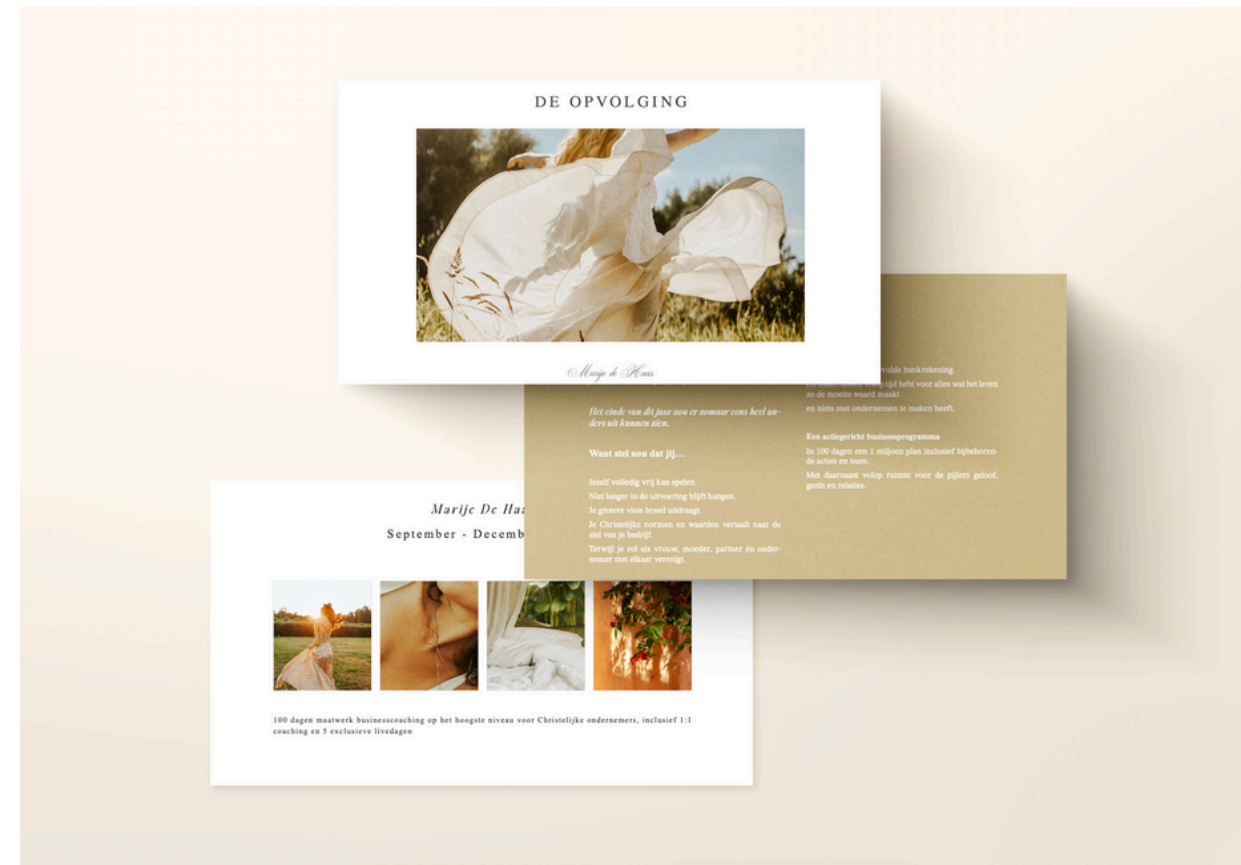 DE OPVOLGING
Marije de Haas
vulde bankrekening.
tijd hebt voor alles wat het leven
zo de moeite waard maakt
en niets met ondernemen te maken heeft.
Het einde van dit jaar zou er zomaar eens heel an-
ders uit kunnen zien.
Want stel nou dat jij...
Jezelf volledig vrij kan spelen.
Niet langer in de uitvoering blijft hangen.
Je grotere visie breed uitdraagt.
Je Christelijke normen en waarden vertaalt naar de
ziel van je bedrijf.
Terwijl je rol als vrouw, moeder, partner én onder-
nemer met elkaar verenigt.
Een actiegericht businessprogramma
In 100 dagen een 1 miljoen plan inclusief bijbehoren-
de acties en team.
Met daarnaast volop ruimte voor de pijlers geloof,
gezin en relaties.
Marije De Haa
September - Decemb
100 dagen maatwerk businesscoaching op het hoogste niveau voor Christelijke ondernemers, inclusief 1:1
coaching en 5 exclusieve livedagen